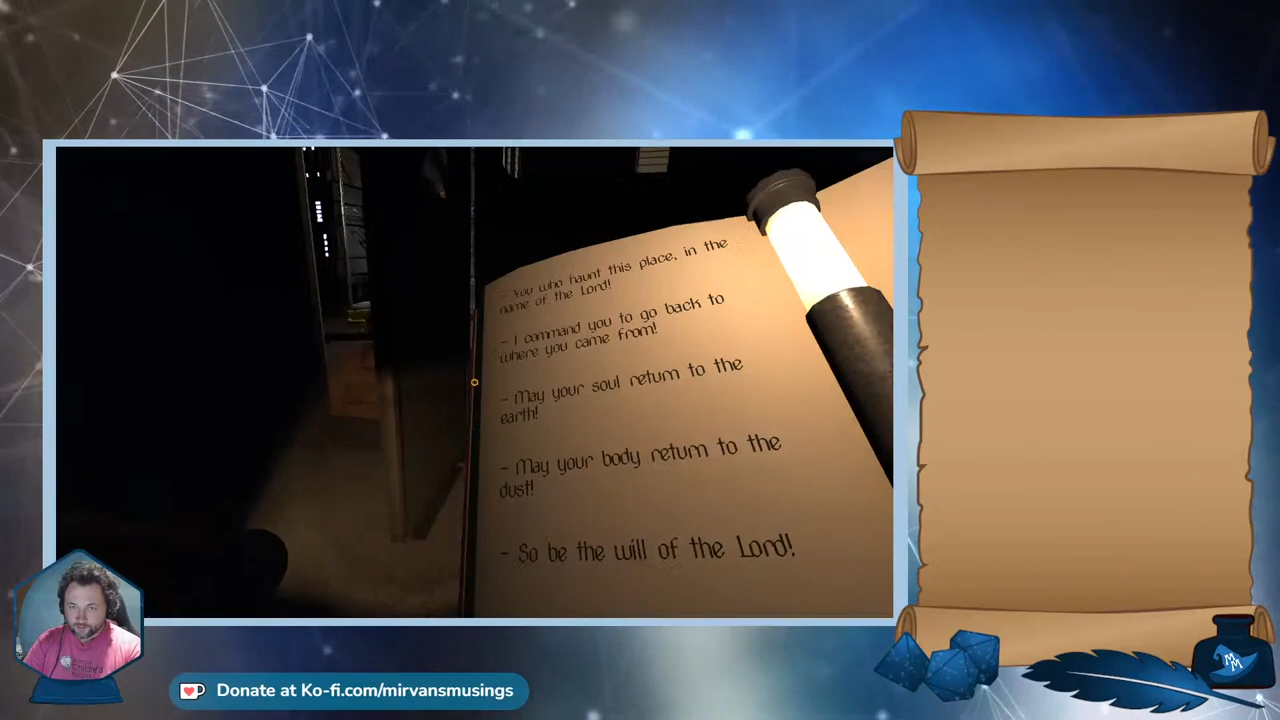 - You who haunt this place, in the
name of the Lord!
- I command you to go back to
where you came from!
- May your soul return to the
earth!
- May your body return to the
dust!
- So be the will of the Lord!
Donate at Ko-fi.com/mirvansmusings
MM